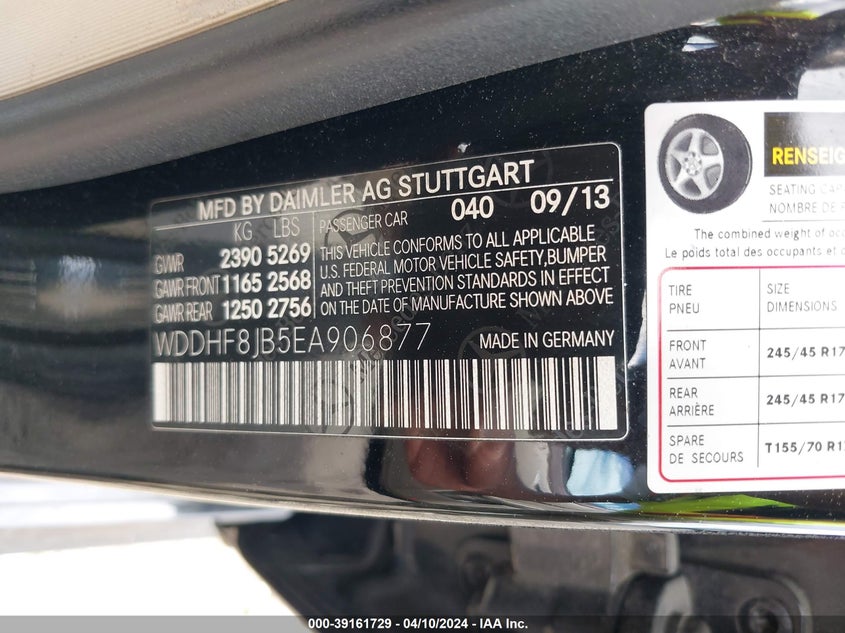 MFD BY DAIMLER AG STUTTGART
KG LBS
GVWR 2390 5269
GAWR FRONT 1165 2568
GAWR REAR 1250 2756
PASSENGER CAR 040 09/13
THIS VEHICLE CONFORMS TO ALL APPLICABLE
U.S. FEDERAL MOTOR VEHICLE SAFETY,BUMPER
AND THEFT PREVENTION STANDARDS IN EFFECT
ON THE DATE OF MANUFACTURE SHOWN ABOVE
WDDHF8JB5EA906877 MADE IN GERMANY
RENSEIG
SEATING CAP
NOMBRE DE
The combined weight of occ
Le poids total des occupants et
TIRE SIZE
PNEU DIMENSIONS
FRONT
AVANT 245/45 R17
REAR
ARRIÈRE 245/45 R17
SPARE
DE SECOURS T155/70 R17
000-39161729 - 04/10/2024 - IAA Inc.